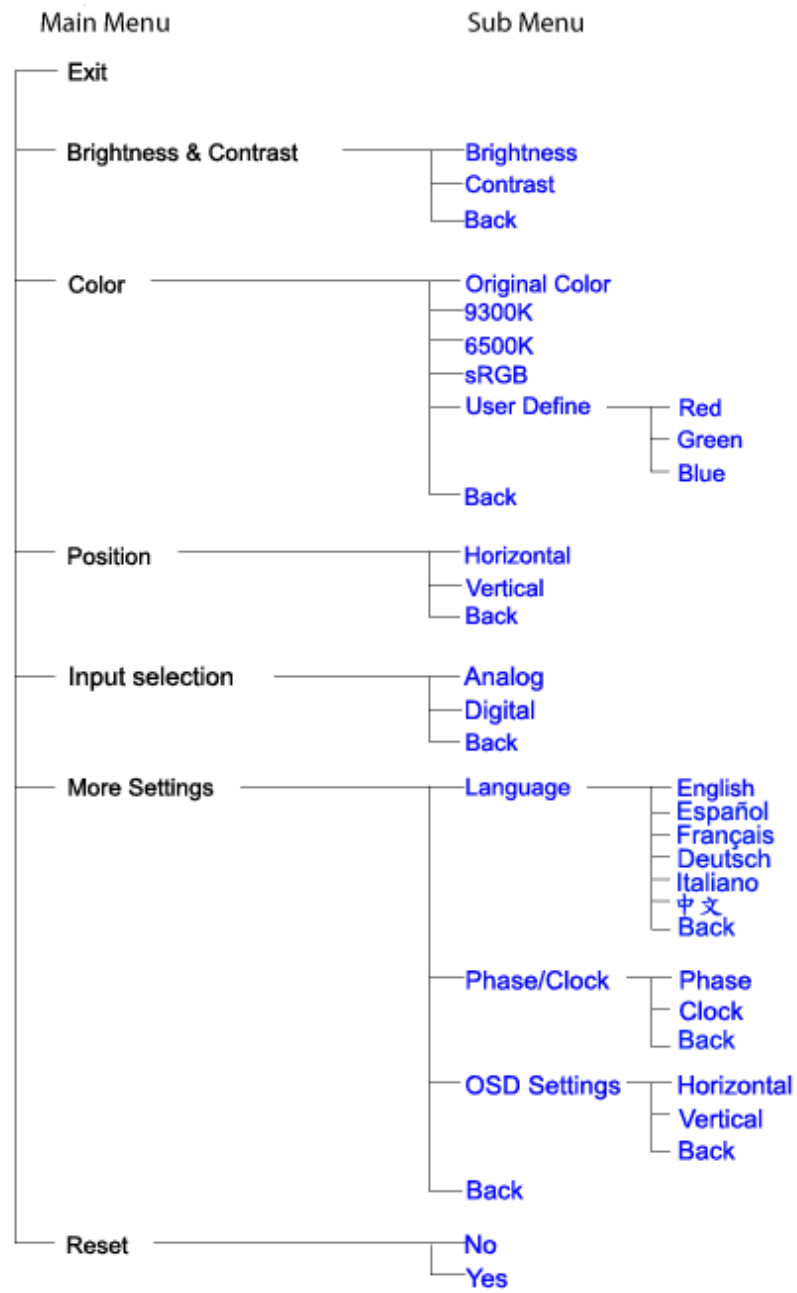 Main Menu Sub Menu
Exit
Brightness & Contrast Brightness
Contrast
Back
Color Original Color
9300K
6500K
sRGB
User Define Red
Green
Blue
Back
Position Horizontal
Vertical
Back
Input selection Analog
Digital
Back
More Settings Language English
Español
Français
Deutsch
Italiano
中文
Back
Phase/Clock Phase
Clock
Back
OSD Settings Horizontal
Vertical
Back
Back
Reset No
Yes